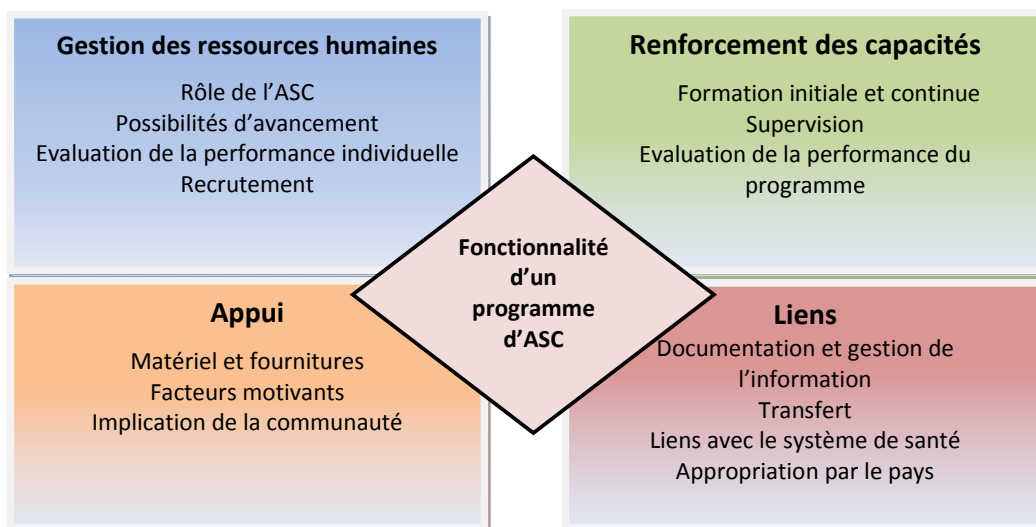 Gestion des ressources humaines
Rôle de l’ASC
Possibilités d’avancement
Evaluation de la performance individuelle
Recrutement
Renforcement des capacités
Formation initiale et continue
Supervision
Evaluation de la performance du
programme
Fonctionnalité
d’un
programme
d’ASC
Appui
Matériel et fournitures
Facteurs motivants
Implication de la communauté
Liens
Documentation et gestion de
l’information
Transfert
Liens avec le système de santé
Appropriation par le pays